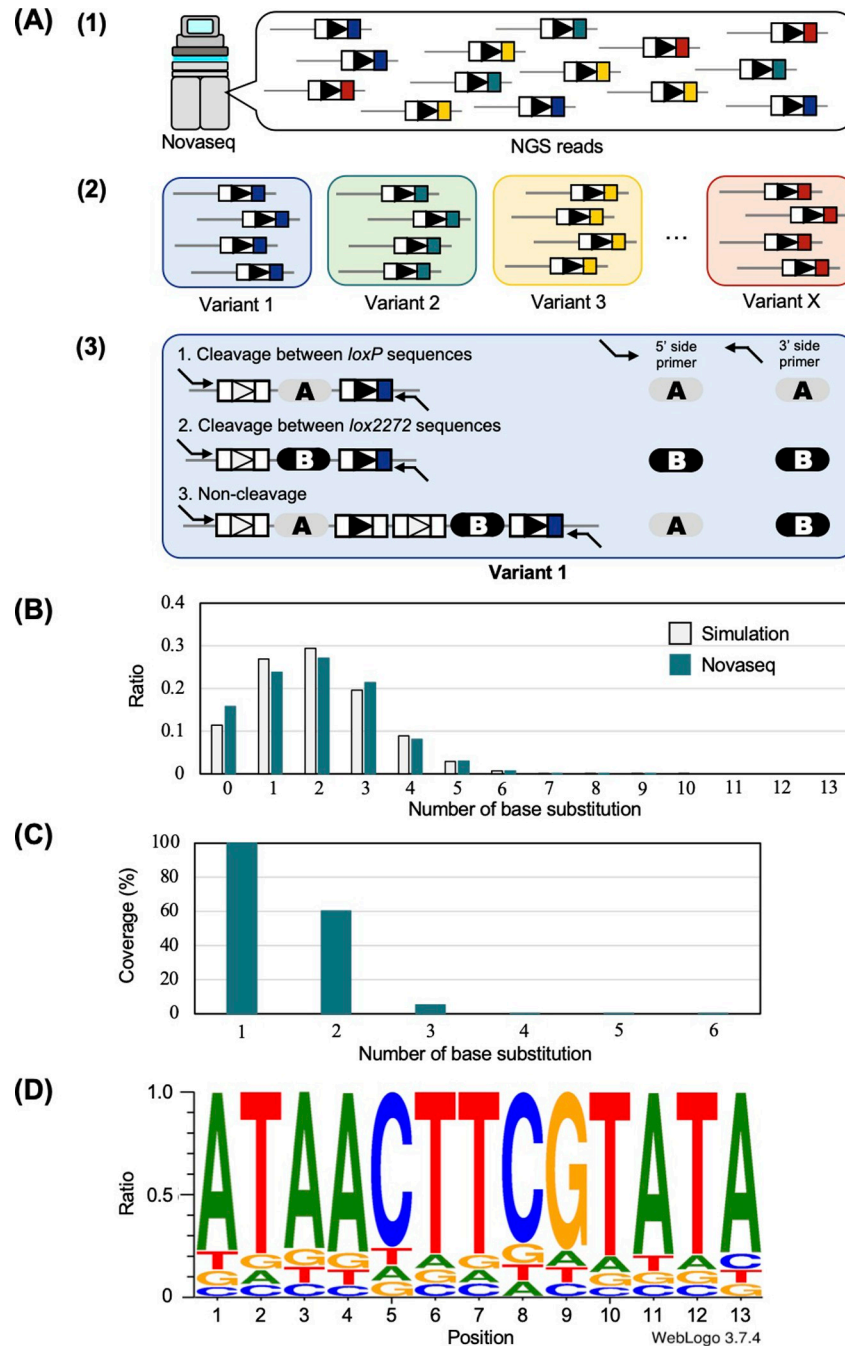 (A) (1)
Novaseq
NGS reads
(2)
...
Variant 1 Variant 2 Variant 3 Variant X
(3)
1. Cleavage between loxP sequences
5' side primer
3' side primer
A A A
2. Cleavage between lox2272 sequences
B B B
3. Non-cleavage
A B A B
Variant 1
(B)
0.4
0.3
0.2
0.1
0
Ratio
Simulation
Novaseq
0 1 2 3 4 5 6 7 8 9 10 11 12 13
Number of base substitution
(C)
100
80
60
40
20
0
Coverage (%)
1 2 3 4 5 6
Number of base substitution
(D)
1.0
0.5
0
Ratio
A T A A C T T C G T A T A
T G G G T A G G A A T A C
G A T T A G A T T G G G T
C C C C G C C A C C C C G
1 2 3 4 5 6 7 8 9 10 11 12 13
Position
WebLogo 3.7.4